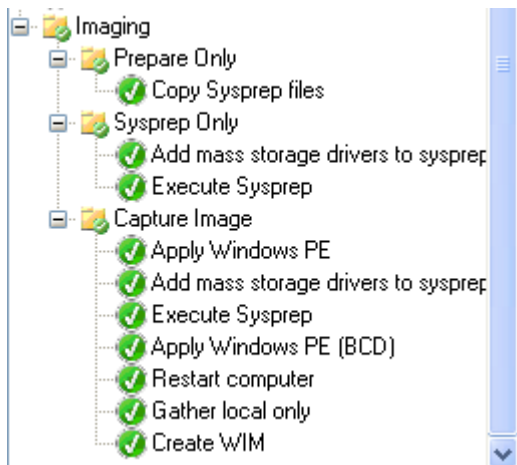 Imaging
Prepare Only
Copy Sysprep files
Sysprep Only
Add mass storage drivers to sysprep
Execute Sysprep
Capture Image
Apply Windows PE
Add mass storage drivers to sysprep
Execute Sysprep
Apply Windows PE (BCD)
Restart computer
Gather local only
Create WIM